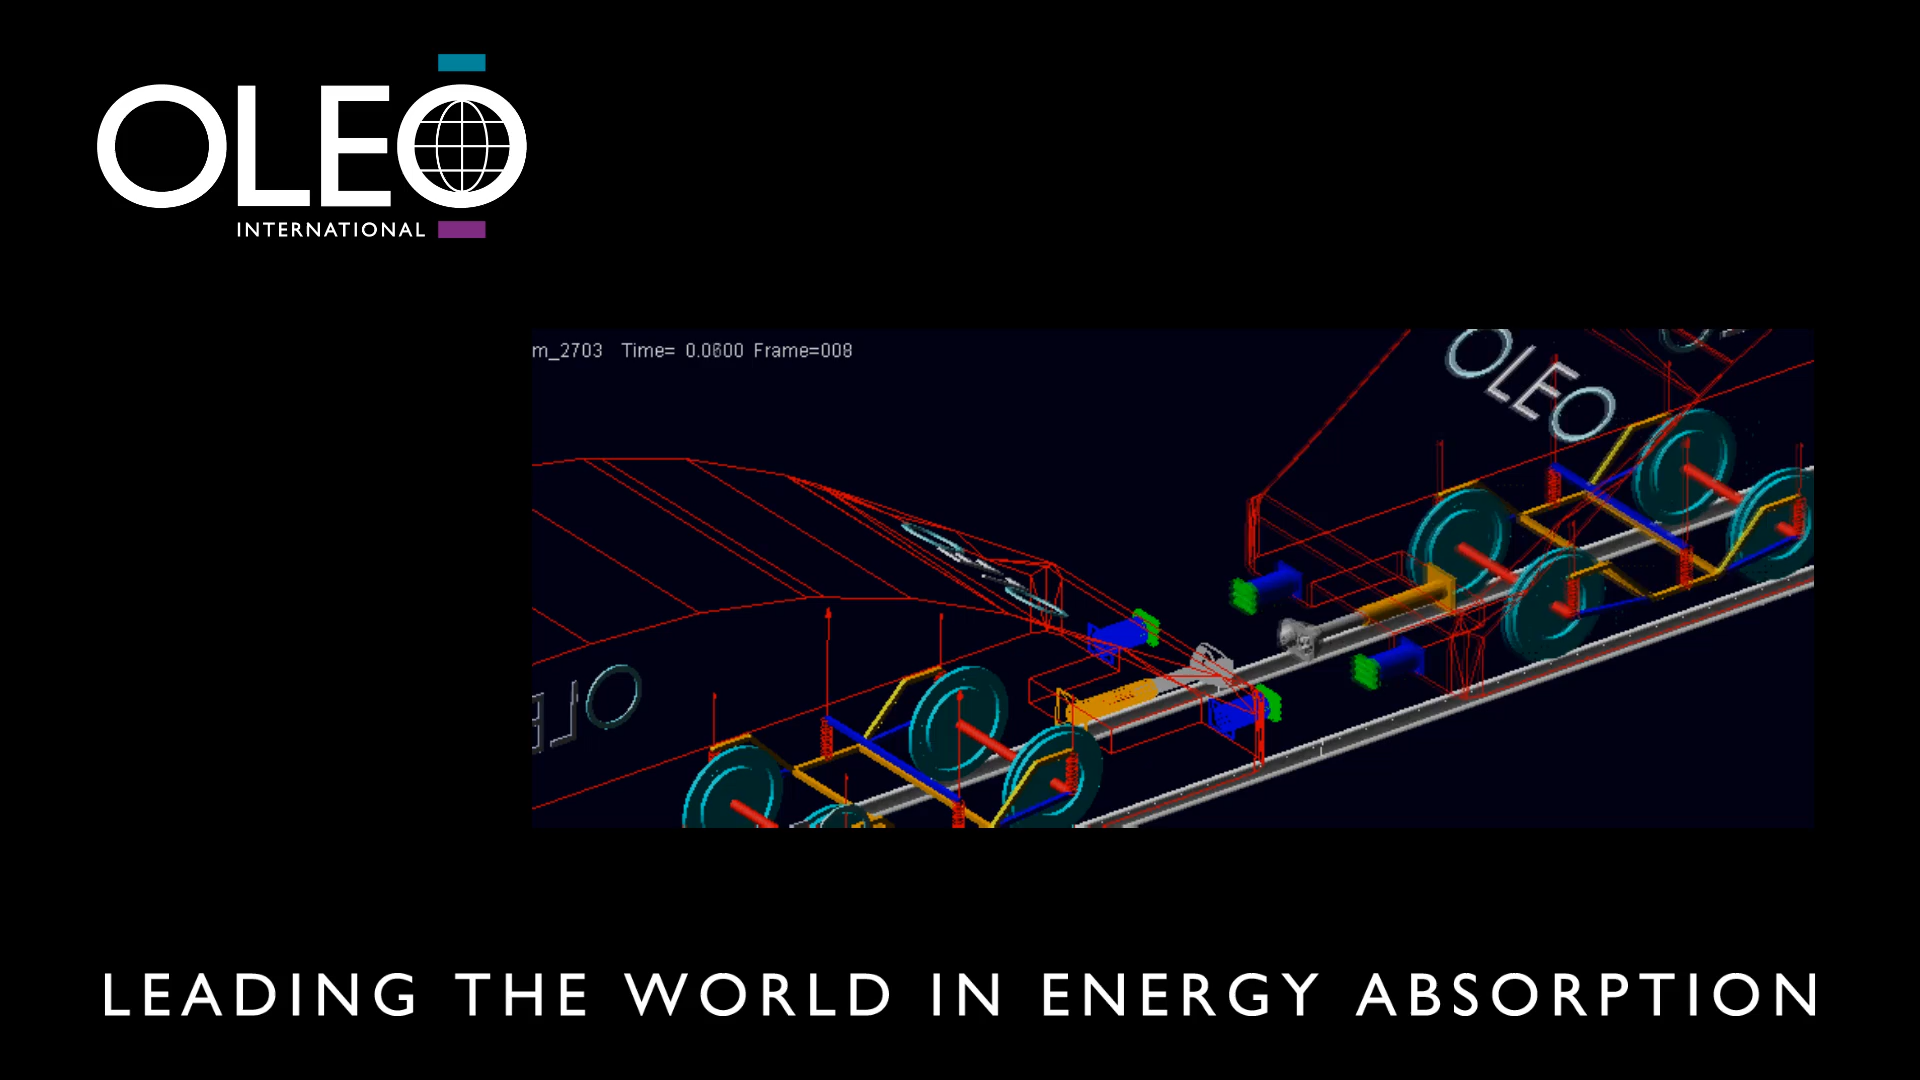 OLEO
INTERNATIONAL
m_2703 Time= 0.0600 Frame=008
OLEO
LEADING THE WORLD IN ENERGY ABSORPTION